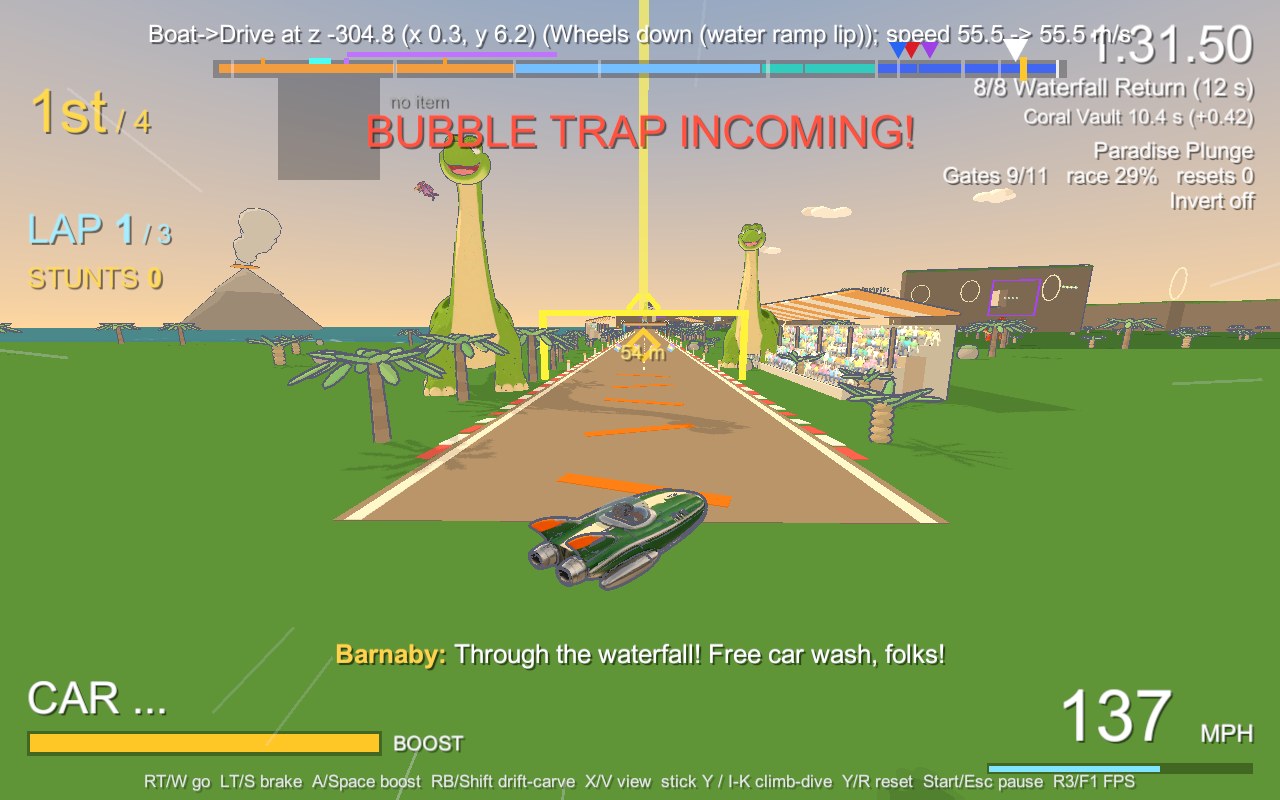 Boat->Drive at z -304.8 (x 0.3, y 6.2) (Wheels down (water ramp lip)); speed 55.5 -> 55.5 m/s
1:31.50
8/8 Waterfall Return (12 s)
Coral Vault 10.4 s (+0.42)
Paradise Plunge
Gates 9/11 race 29% resets 0
Invert off
1st / 4
no item
BUBBLE TRAP INCOMING!
LAP 1 / 3
STUNTS 0
54 m
Barnaby: Through the waterfall! Free car wash, folks!
CAR ...
BOOST
137 MPH
RT/W go LT/S brake A/Space boost RB/Shift drift-carve X/V view stick Y / I-K climb-dive Y/R reset Start/Esc pause R3/F1 FPS